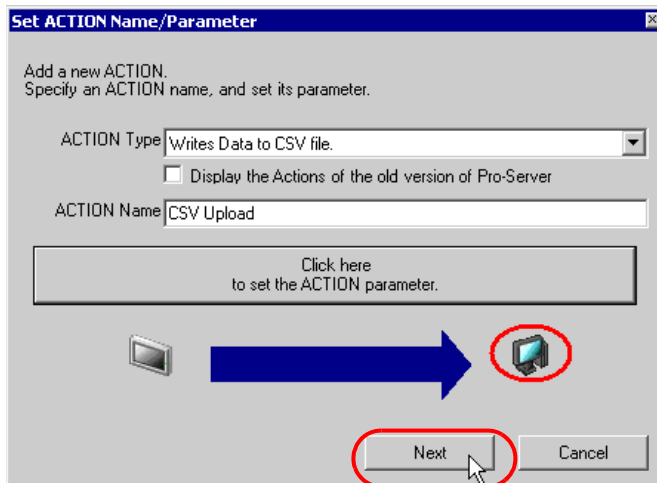 Set ACTION Name/Parameter
Add a new ACTION.
Specify an ACTION name, and set its parameter.
ACTION Type Writes Data to CSV file.
Display the Actions of the old version of Pro-Server
ACTION Name CSV Upload
Click here
to set the ACTION parameter.
Next Cancel